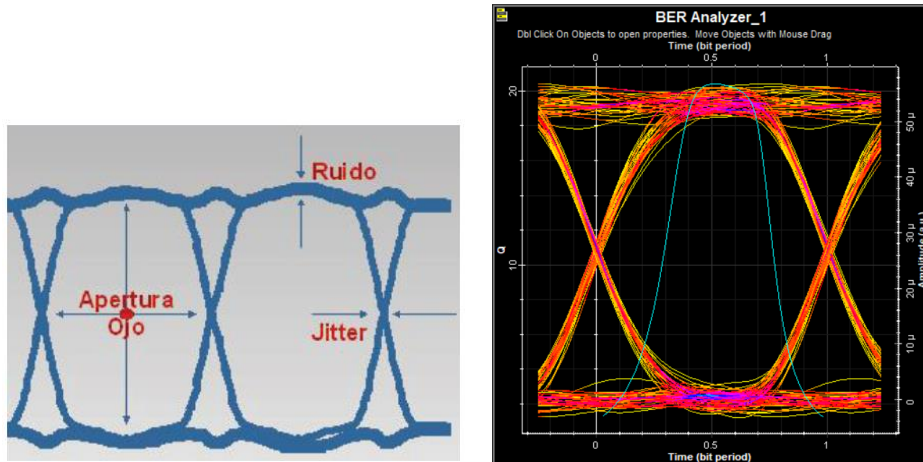 Ruido
Apertura
Ojo
Jitter
BER Analyzer_1
Dbl Click On Objects to open properties. Move Objects with Mouse Drag
Time (bit period)
0 0.5 1
20
10
Q
50 µ
40 µ
30 µ
20 µ
10 µ
0
Amplitude (a.u.)
0 0.5 1
Time (bit period)